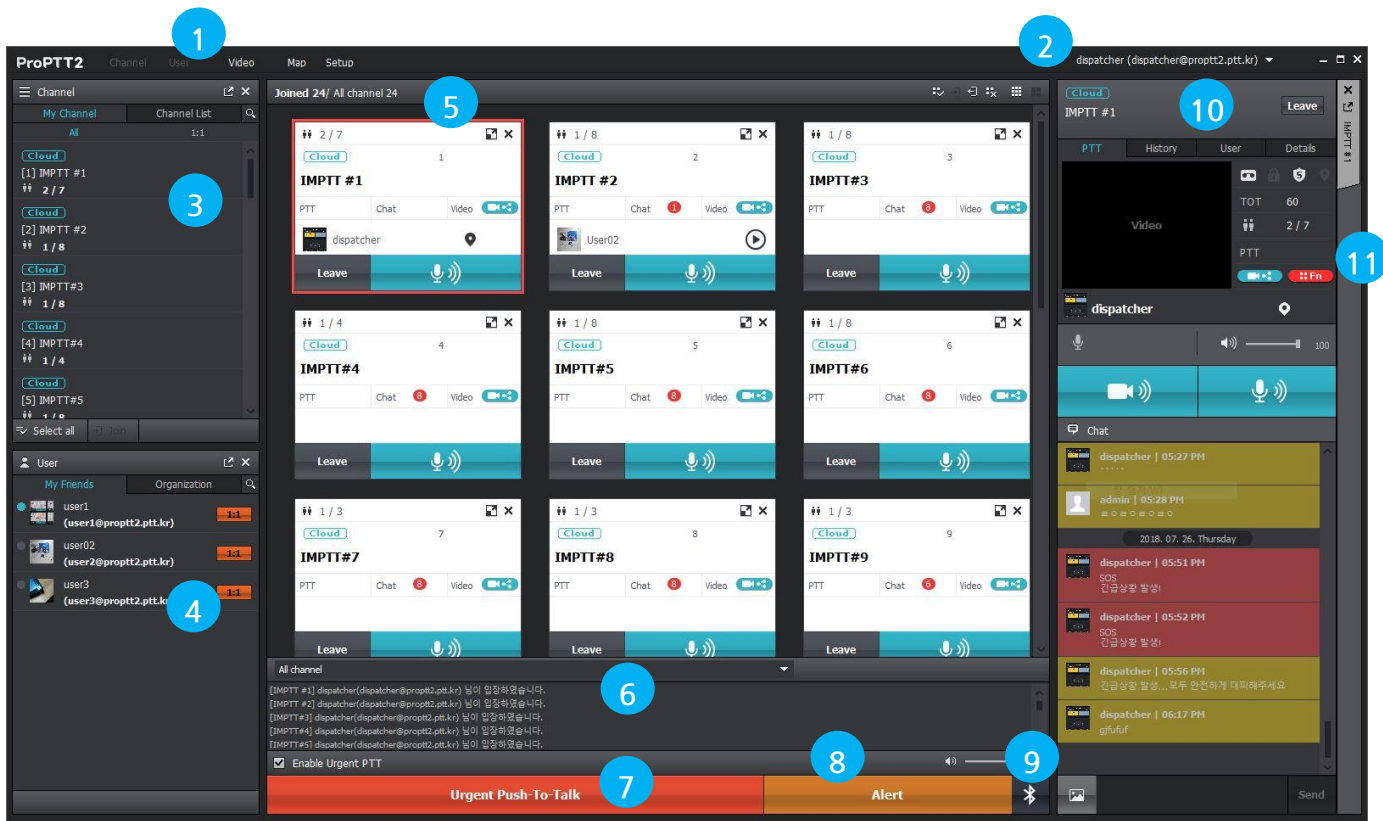 1
2
ProPTT2 Channel User Video Map Setup
dispatcher (dispatcher@proptt2.ptt.kr)
Channel
My Channel Channel List
All 1:1
Cloud
[1] IMPTT #1
2 / 7
Cloud
[2] IMPTT #2
1 / 8
Cloud
[3] IMPTT#3
1 / 8
Cloud
[4] IMPTT#4
1 / 4
Cloud
[5] IMPTT#5
1 / 8
3
Select all Join
User
My Friends Organization
user1
(user1@proptt2.ptt.kr)
1:1
user02
(user2@proptt2.ptt.kr)
1:1
user3
(user3@proptt2.ptt.k
1:1
4
Joined 24/ All channel 24
5
2 / 7
Cloud 1
IMPTT #1
PTT Chat Video
dispatcher
Leave
1 / 8
Cloud 2
IMPTT #2
PTT Chat 1 Video
User02
Leave
1 / 8
Cloud 3
IMPTT#3
PTT Chat 8 Video
Leave
1 / 4
Cloud 4
IMPTT#4
PTT Chat 8 Video
Leave
1 / 8
Cloud 5
IMPTT#5
PTT Chat 8 Video
Leave
1 / 8
Cloud 6
IMPTT#6
PTT Chat 8 Video
Leave
1 / 3
Cloud 7
IMPTT#7
PTT Chat 8 Video
Leave
1 / 3
Cloud 8
IMPTT#8
PTT Chat 8 Video
Leave
1 / 3
Cloud 9
IMPTT#9
PTT Chat 6 Video
Leave
All channel
6
[IMPTT #1] dispatcher(dispatcher@proptt2.ptt.kr) 님이 입장하였습니다.
[IMPTT #2] dispatcher(dispatcher@proptt2.ptt.kr) 님이 입장하였습니다.
[IMPTT#3] dispatcher(dispatcher@proptt2.ptt.kr) 님이 입장하였습니다.
[IMPTT#4] dispatcher(dispatcher@proptt2.ptt.kr) 님이 입장하였습니다.
[IMPTT#5] dispatcher(dispatcher@proptt2.ptt.kr) 님이 입장하였습니다.
Enable Urgent PTT
Urgent Push-To-Talk
7
8
Alert
9
Cloud
IMPTT #1
10
Leave
IMPTT #1
PTT History User Details
Video
TOT 60
2 / 7
PTT
Fn
11
dispatcher
100
Chat
dispatcher | 05:27 PM
.....
admin | 05:28 PM
ㄹㅇㄹㅇㄹㅇㄹㅇ
2018. 07. 26. Thursday
dispatcher | 05:51 PM
SOS
긴급상황 발생!
dispatcher | 05:52 PM
SOS
긴급상황 발생!
dispatcher | 05:56 PM
긴급상황 발생...모두 안전하게 대피해주세요
dispatcher | 06:17 PM
gjfufuf
Send